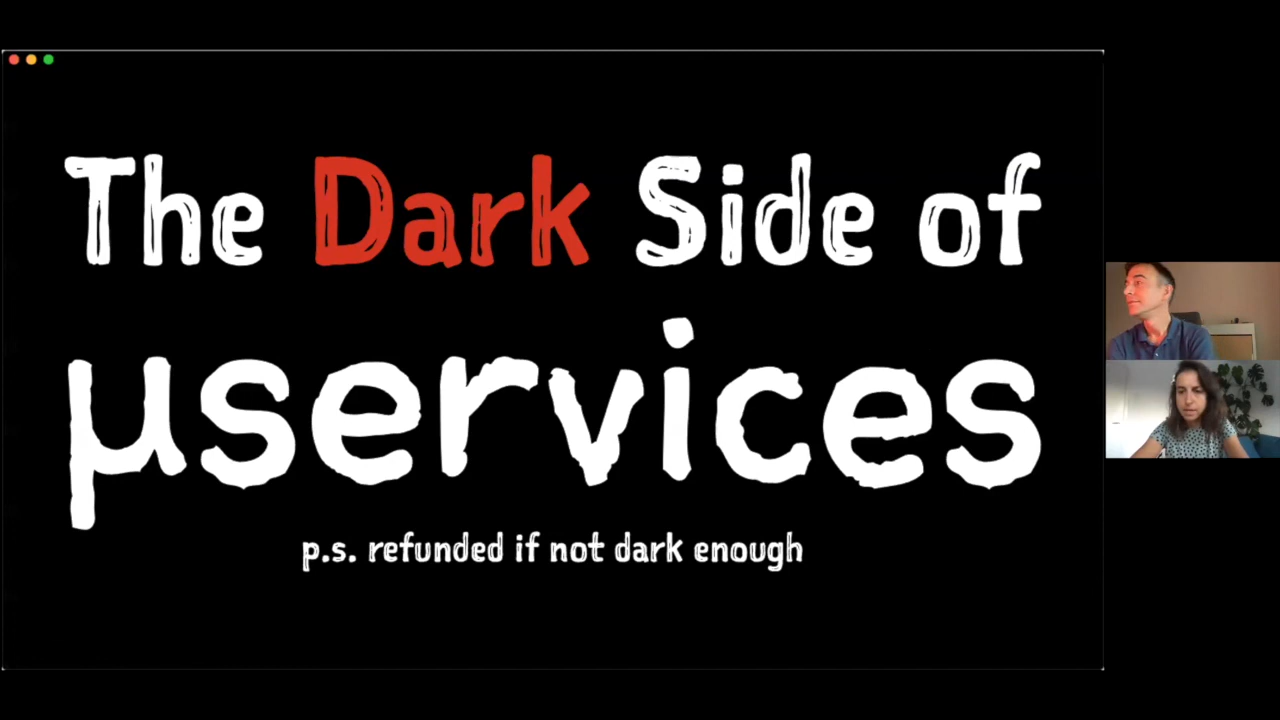 The Dark Side of
µservices
p.s. refunded if not dark enough